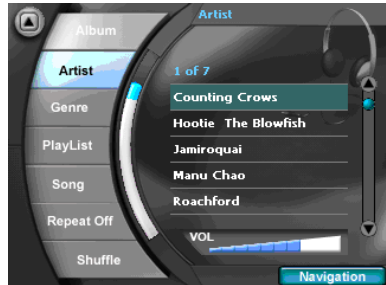 Artist
Album
Artist
Genre
PlayList
Song
Repeat Off
Shuffle
1 of 7
Counting Crows
Hootie  The Blowfish
Jamiroquai
Manu Chao
Roachford
VOL
Navigation